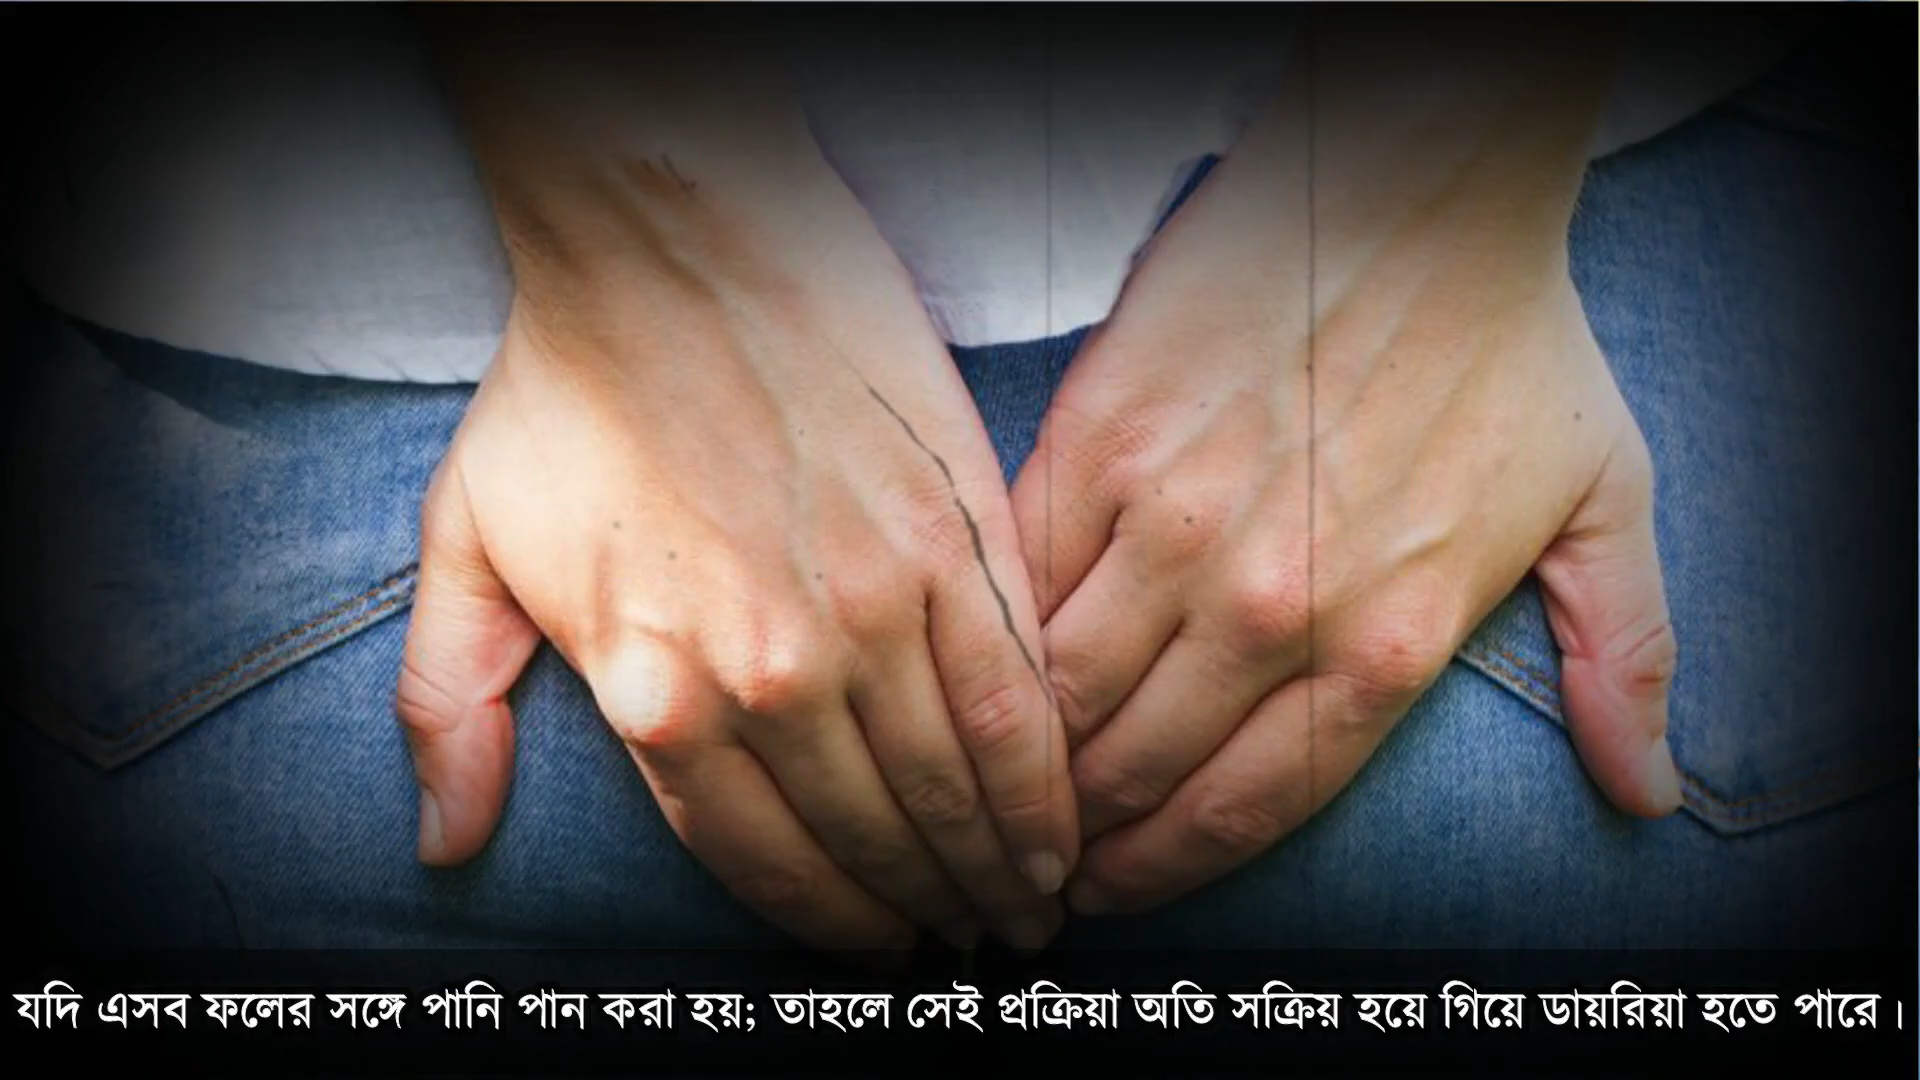 যদি এসব ফলের সঙ্গে পানি পান করা হয়; তাহলে সেই প্রক্রিয়া অতি সক্রিয় হয়ে গিয়ে ডায়রিয়া হতে পারে।